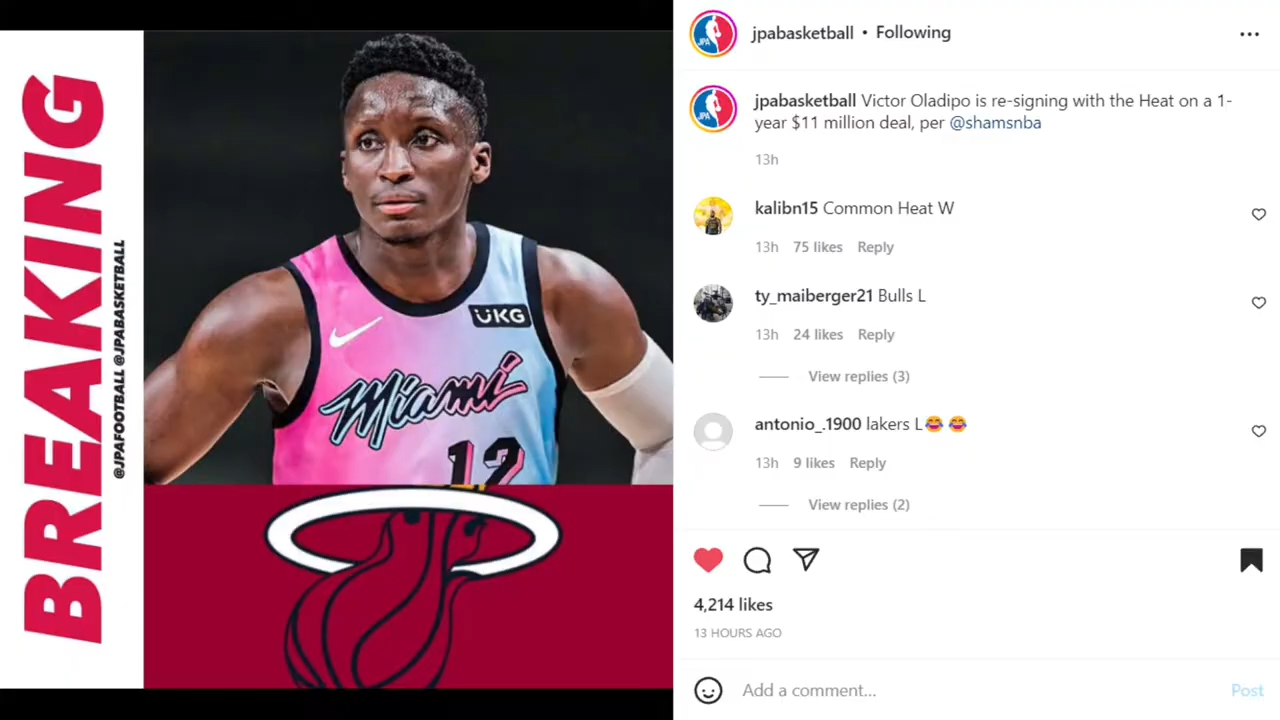 BREAKING
@JPAFOOTBALL @JPABASKETBALL
UKG
Miami
12
JPA
jpabasketball • Following
JPA
jpabasketball Victor Oladipo is re-signing with the Heat on a 1-
year $11 million deal, per @shamsnba
13h
kalibn15 Common Heat W
13h 75 likes Reply
ty_maiberger21 Bulls L
13h 24 likes Reply
View replies (3)
antonio_.1900 lakers L😂 😂
13h 9 likes Reply
View replies (2)
4,214 likes
13 HOURS AGO
Add a comment...
Post